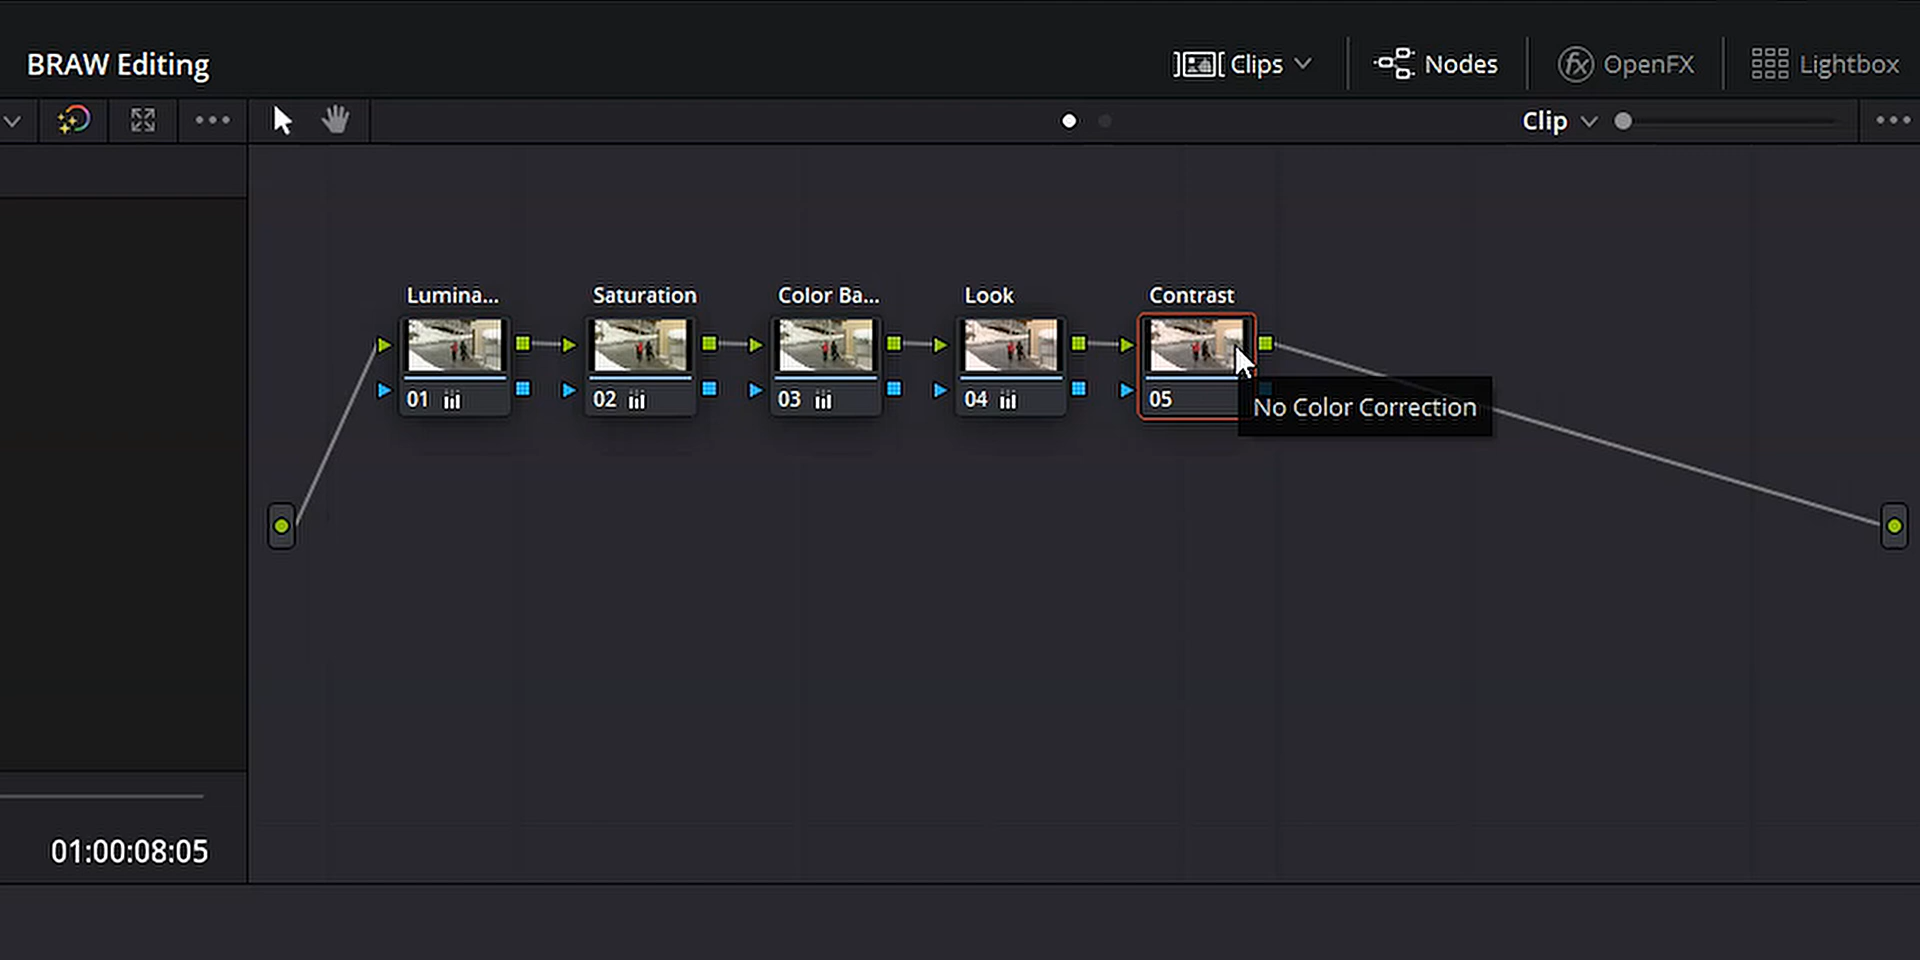 BRAW Editing
Clips
Nodes
OpenFX
Lightbox
Clip
Lumina...
Saturation
Color Ba...
Look
Contrast
01
02
03
04
05
No Color Correction
01:00:08:05